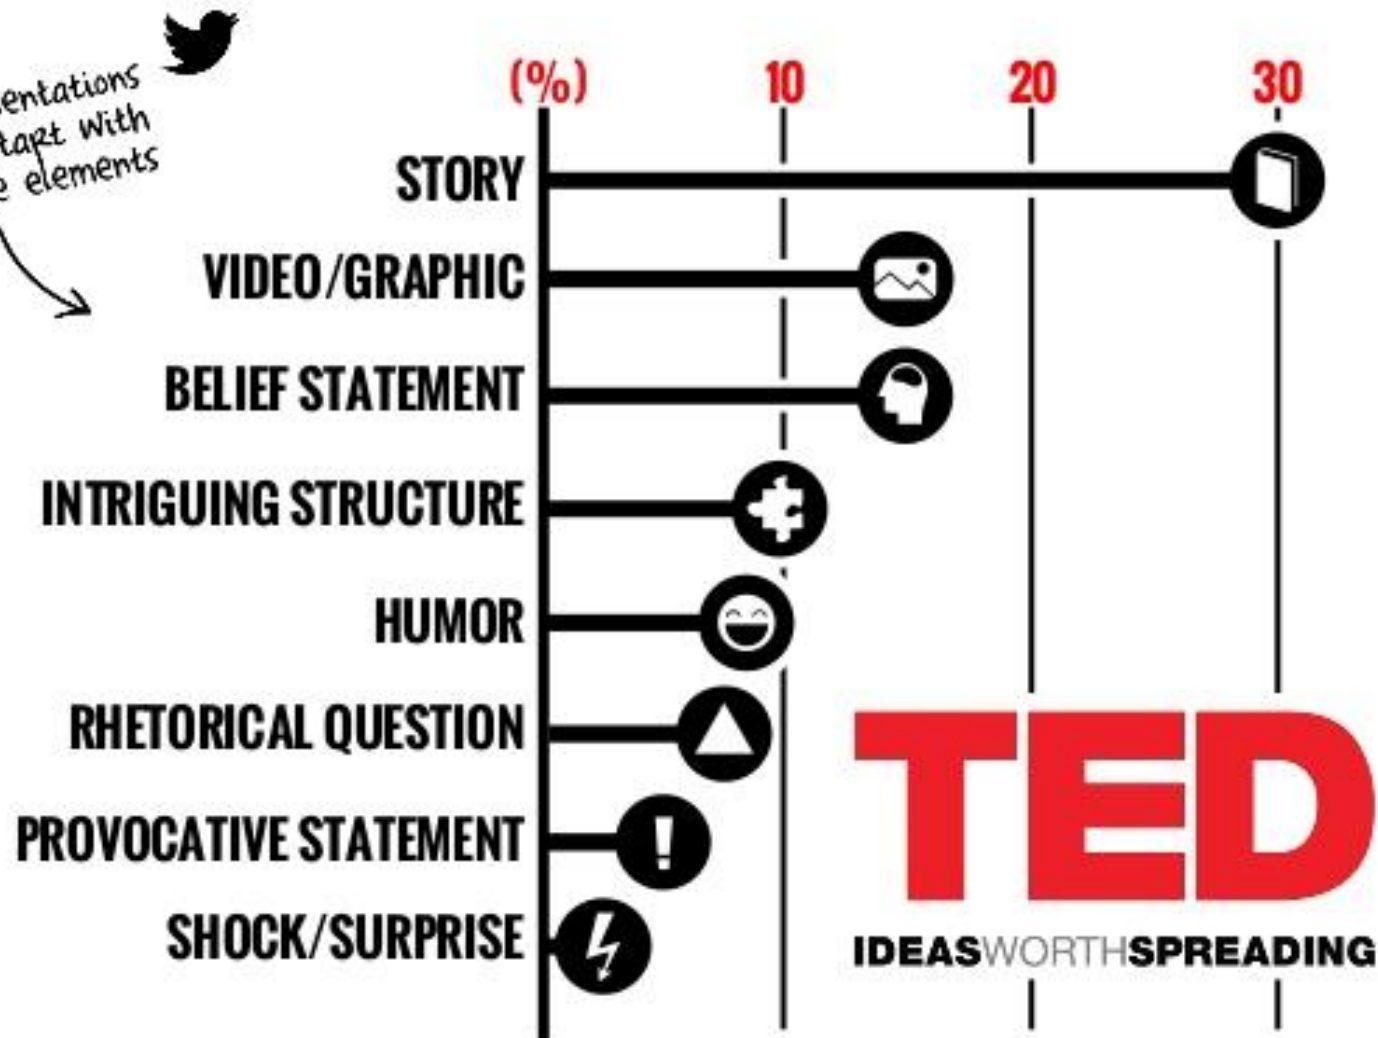 entations
tart with
elements
(%) 10 20 30
STORY
VIDEO/GRAPHIC
BELIEF STATEMENT
INTRIGUING STRUCTURE
HUMOR
RHETORICAL QUESTION
PROVOCATIVE STATEMENT
SHOCK/SURPRISE
TED
IDEASWORTHSPREADING